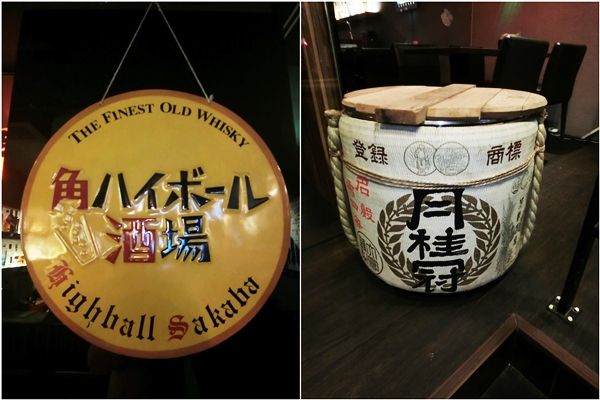 THE FINEST OLD WHISKY
角ハイボール
酒場
Highball Sakaba
登録
商標
月桂冠